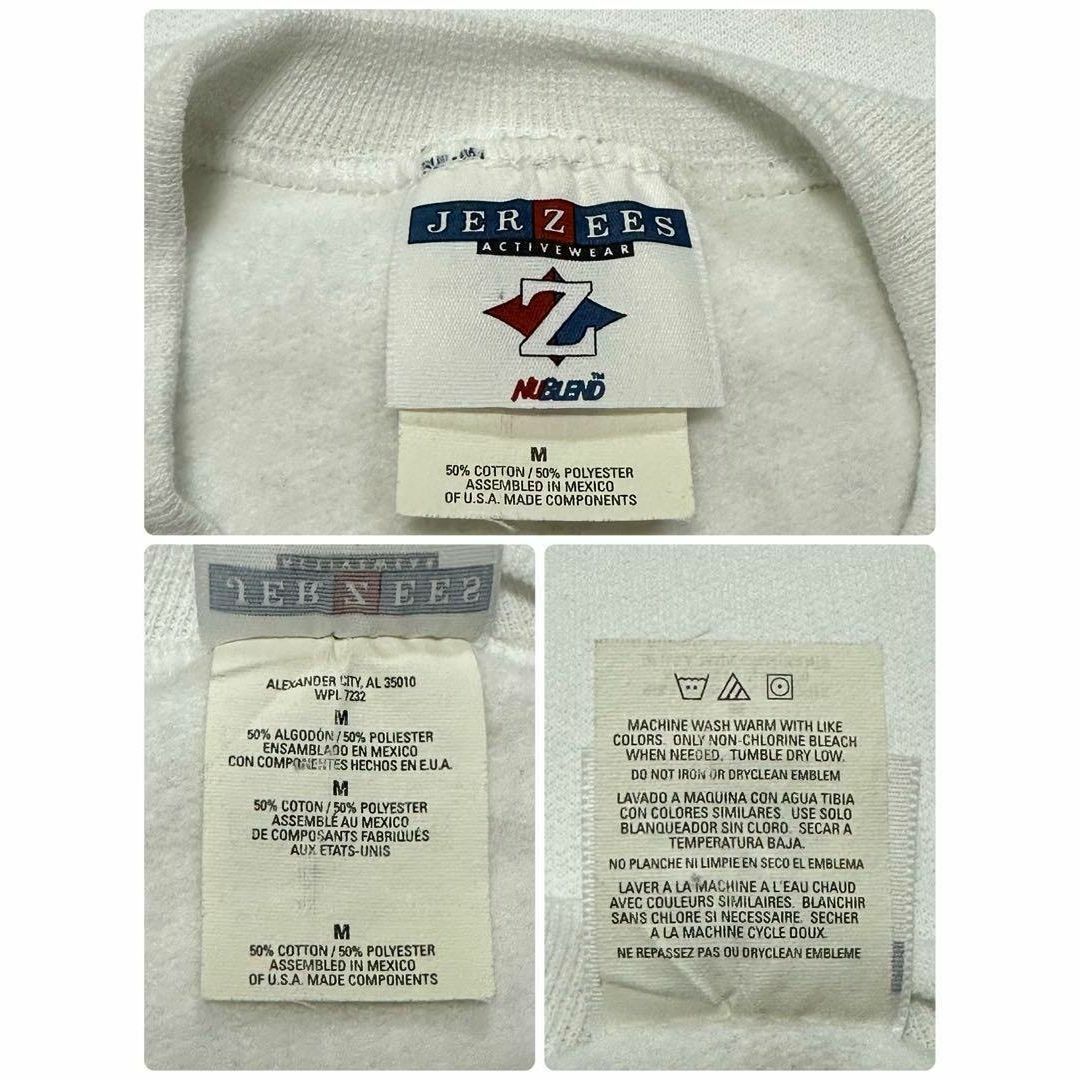 JERZEES
ACTIVEWEAR
Z
NUBLEND™
M
50% COTTON / 50% POLYESTER
ASSEMBLED IN MEXICO
OF U.S.A. MADE COMPONENTS
ACTIVEWEAR
JERZEES
ALEXANDER CITY, AL 35010
WPL 7232
M
50% ALGODÓN / 50% POLIESTER
ENSAMBLADO EN MEXICO
CON COMPONENTES HECHOS EN E.U.A.
M
50% COTON / 50% POLYESTER
ASSEMBLÉ AU MEXICO
DE COMPOSANTS FABRIQUÉS
AUX ETATS-UNIS
M
50% COTTON / 50% POLYESTER
ASSEMBLED IN MEXICO
OF U.S.A. MADE COMPONENTS
MACHINE WASH WARM WITH LIKE
COLORS. ONLY NON-CHLORINE BLEACH
WHEN NEEDED. TUMBLE DRY LOW.
DO NOT IRON OR DRYCLEAN EMBLEM
LAVADO A MAQUINA CON AGUA TIBIA
CON COLORES SIMILARES. USE SOLO
BLANQUEADOR SIN CLORO. SECAR A
TEMPERATURA BAJA.
NO PLANCHE NI LIMPIE EN SECO EL EMBLEMA
LAVER A LA MACHINE A L'EAU CHAUD
AVEC COULEURS SIMILAIRES. BLANCHIR
SANS CHLORE SI NECESSAIRE. SECHER
A LA MACHINE CYCLE DOUX.
NE REPASSEZ PAS OU DRYCLEAN EMBLEME